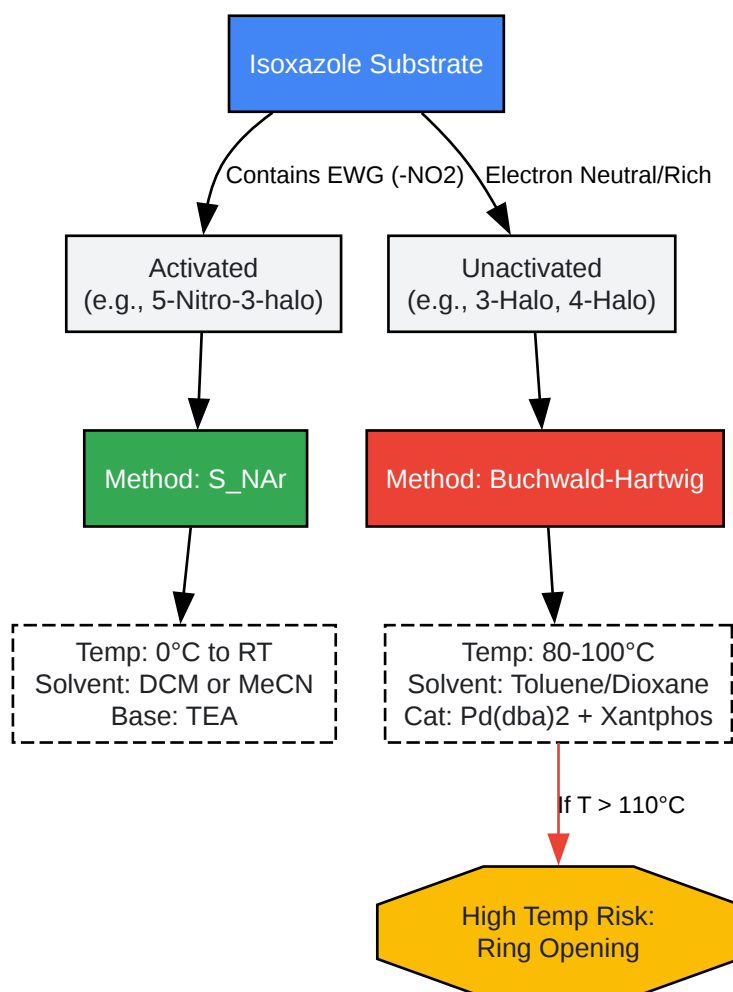 Isoxazole Substrate
Contains EWG (-NO2)
Electron Neutral/Rich
Activated
(e.g., 5-Nitro-3-halo)
Unactivated
(e.g., 3-Halo, 4-Halo)
Method: S_NAr
Method: Buchwald-Hartwig
Temp: 0°C to RT
Solvent: DCM or MeCN
Base: TEA
Temp: 80-100°C
Solvent: Toluene/Dioxane
Cat: Pd(dba)2 + Xantphos
If T > 110°C
High Temp Risk:
Ring Opening